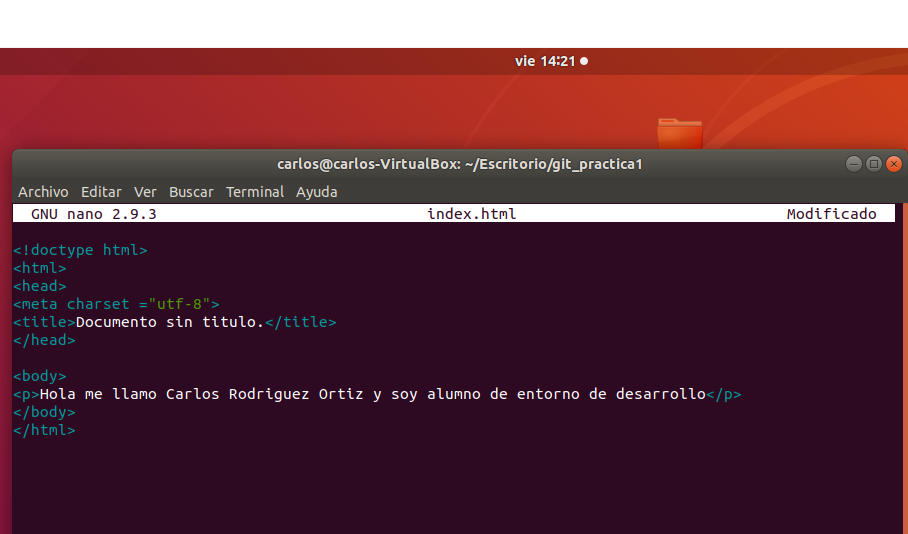 vie 14:21
carlos@carlos-VirtualBox: ~/Escritorio/git_practica1
Archivo Editar Ver Buscar Terminal Ayuda
GNU nano 2.9.3 index.html Modificado
<!doctype html>
<html>
<head>
<meta charset ="utf-8">
<title>Documento sin titulo.</title>
</head>
<body>
<p>Hola me llamo Carlos Rodriguez Ortiz y soy alumno de entorno de desarrollo</p>
</body>
</html>